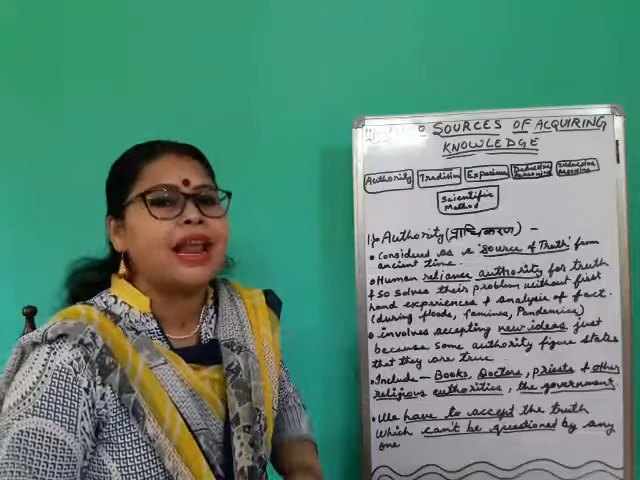 SOURCES OF ACQUIRING
KNOWLEDGE
Authority Tradition Experience Deductive Reasoning Inductive Reasoning
Scientific
Method
1) Authority (प्राधिकरण) -
• Considered as a 'Source of Truth' from
ancient time.
• Human reliance authority for truth
& so solves their problem without first
hand experiences & analysis of fact.
(during floods, famines, Pandemics)
• involves accepting new ideas just
because some authority figure states
that they are true.
• Include - Books, Doctors, priests & other
religious authorities, the government.
• We have to accept the truth
which can't be questioned by any
one